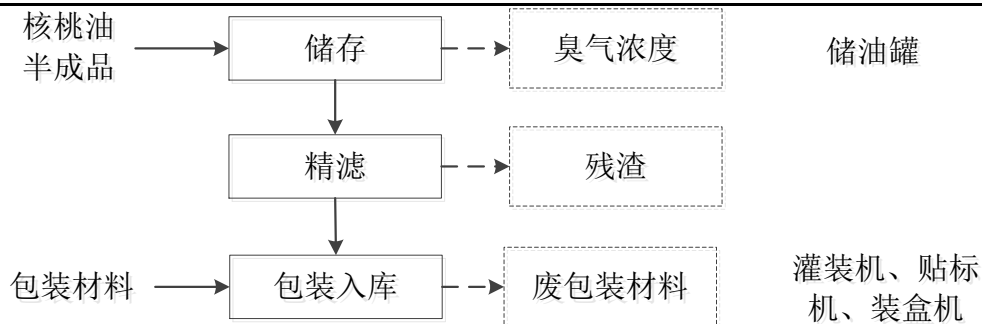 核桃油
半成品
储存
臭气浓度
储油罐
精滤
残渣
包装材料
包装入库
废包装材料
灌装机、贴标
机、装盒机